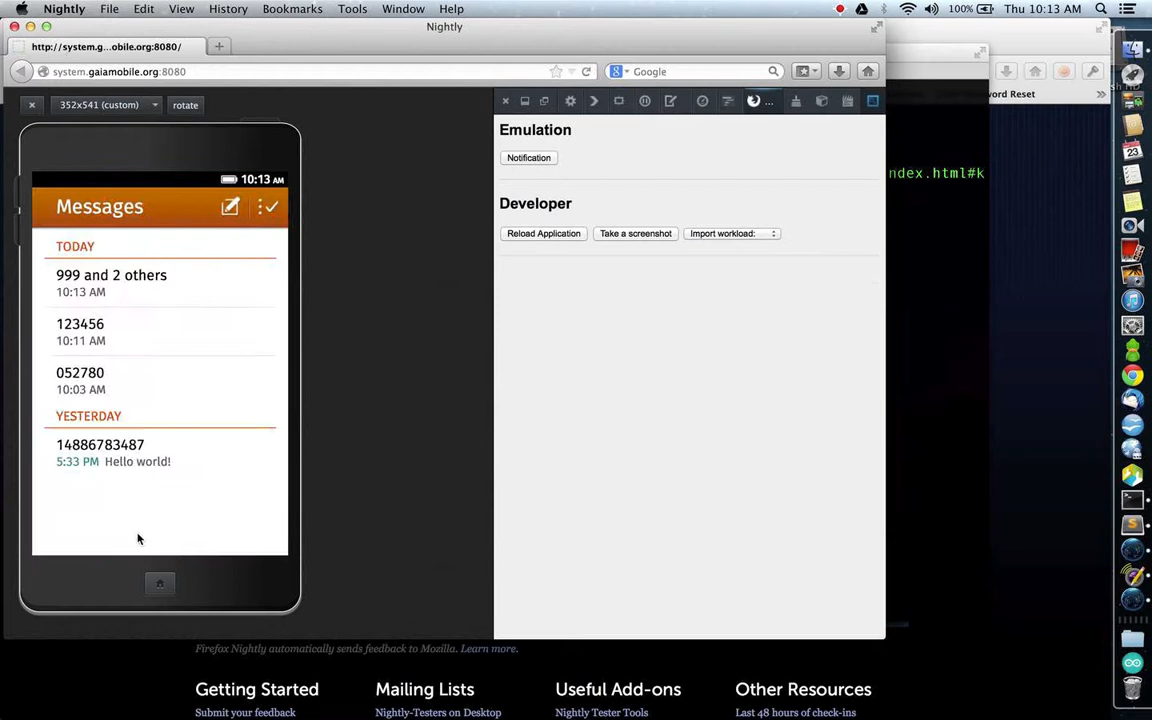 Nightly File Edit View History Bookmarks Tools Window Help 100% Thu 10:13 AM
Nightly
http://system.g...obile.org:8080/
system.gaiamobile.org:8080 Google
352x541 (custom) rotate
...
word Reset
Emulation
Notification
ndex.html#k
Developer
Reload Application Take a screenshot Import workload:
10:13 AM
Messages
TODAY
999 and 2 others
10:13 AM
123456
10:11 AM
052780
10:03 AM
YESTERDAY
14886783487
5:33 PM Hello world!
23
Firefox Nightly automatically sends feedback to Mozilla. Learn more.
Getting Started Mailing Lists Useful Add-ons Other Resources
Submit your feedback Nightly-Testers on Desktop Nightly Tester Tools Last 48 hours of check-ins